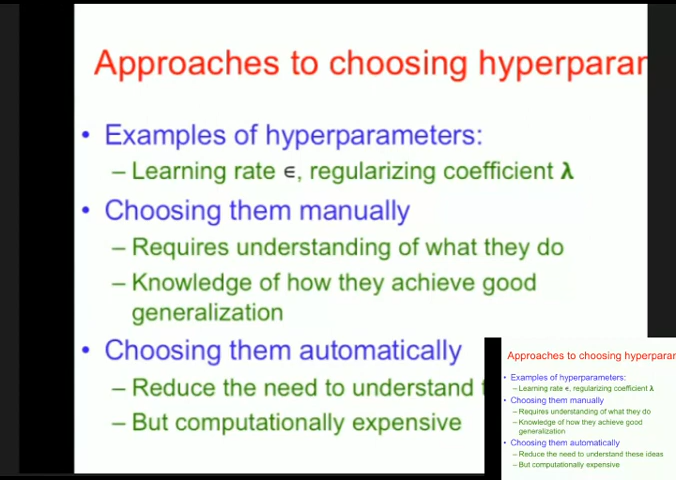 Approaches to choosing hyperparar
• Examples of hyperparameters:
– Learning rate ϵ, regularizing coefficient λ
• Choosing them manually
– Requires understanding of what they do
– Knowledge of how they achieve good
generalization
• Choosing them automatically
– Reduce the need to understand
– But computationally expensive
Approaches to choosing hyperparar
• Examples of hyperparameters:
– Learning rate ϵ, regularizing coefficient λ
• Choosing them manually
– Requires understanding of what they do
– Knowledge of how they achieve good
generalization
• Choosing them automatically
– Reduce the need to understand these ideas
– But computationally expensive